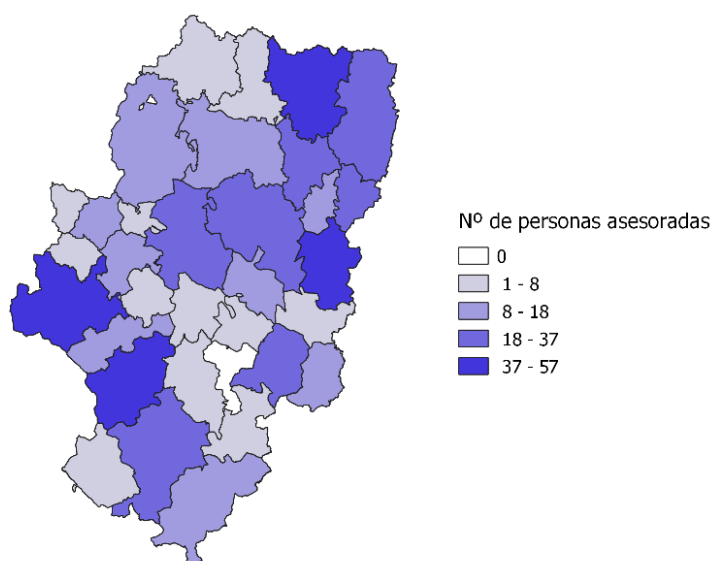 Nº de personas asesoradas
0
1 - 8
8 - 18
18 - 37
37 - 57